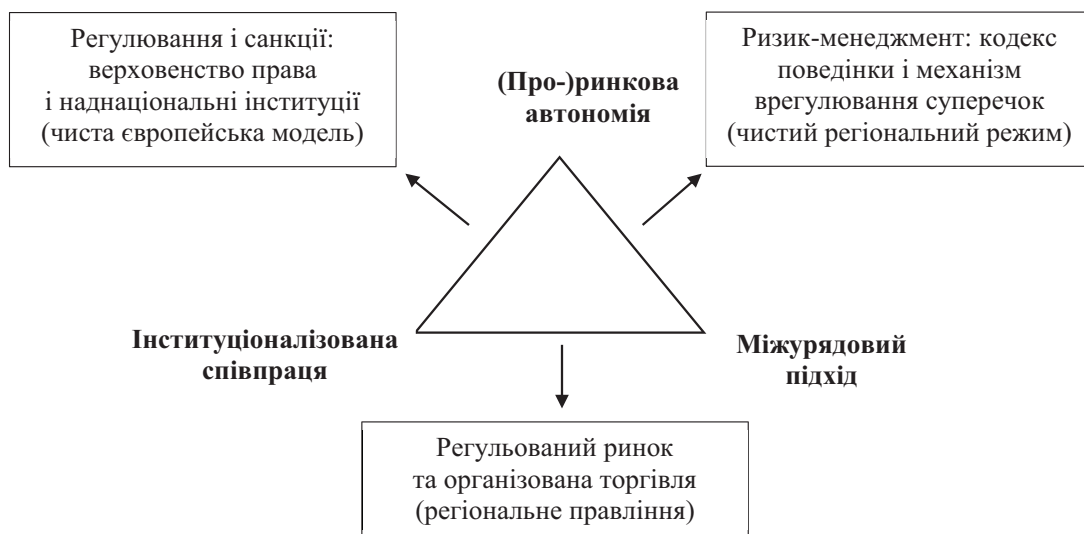 Регулювання і санкції:
верховенство права
і наднаціональні інституції
(чиста європейська модель)
(Про-)ринкова
автономія
Ризик-менеджмент: кодекс
поведінки і механізм
врегулювання суперечок
(чистий регіональний режим)
Інституціоналізована
співпраця
Міжурядовий
підхід
Регульований ринок
та організована торгівля
(регіональне правління)